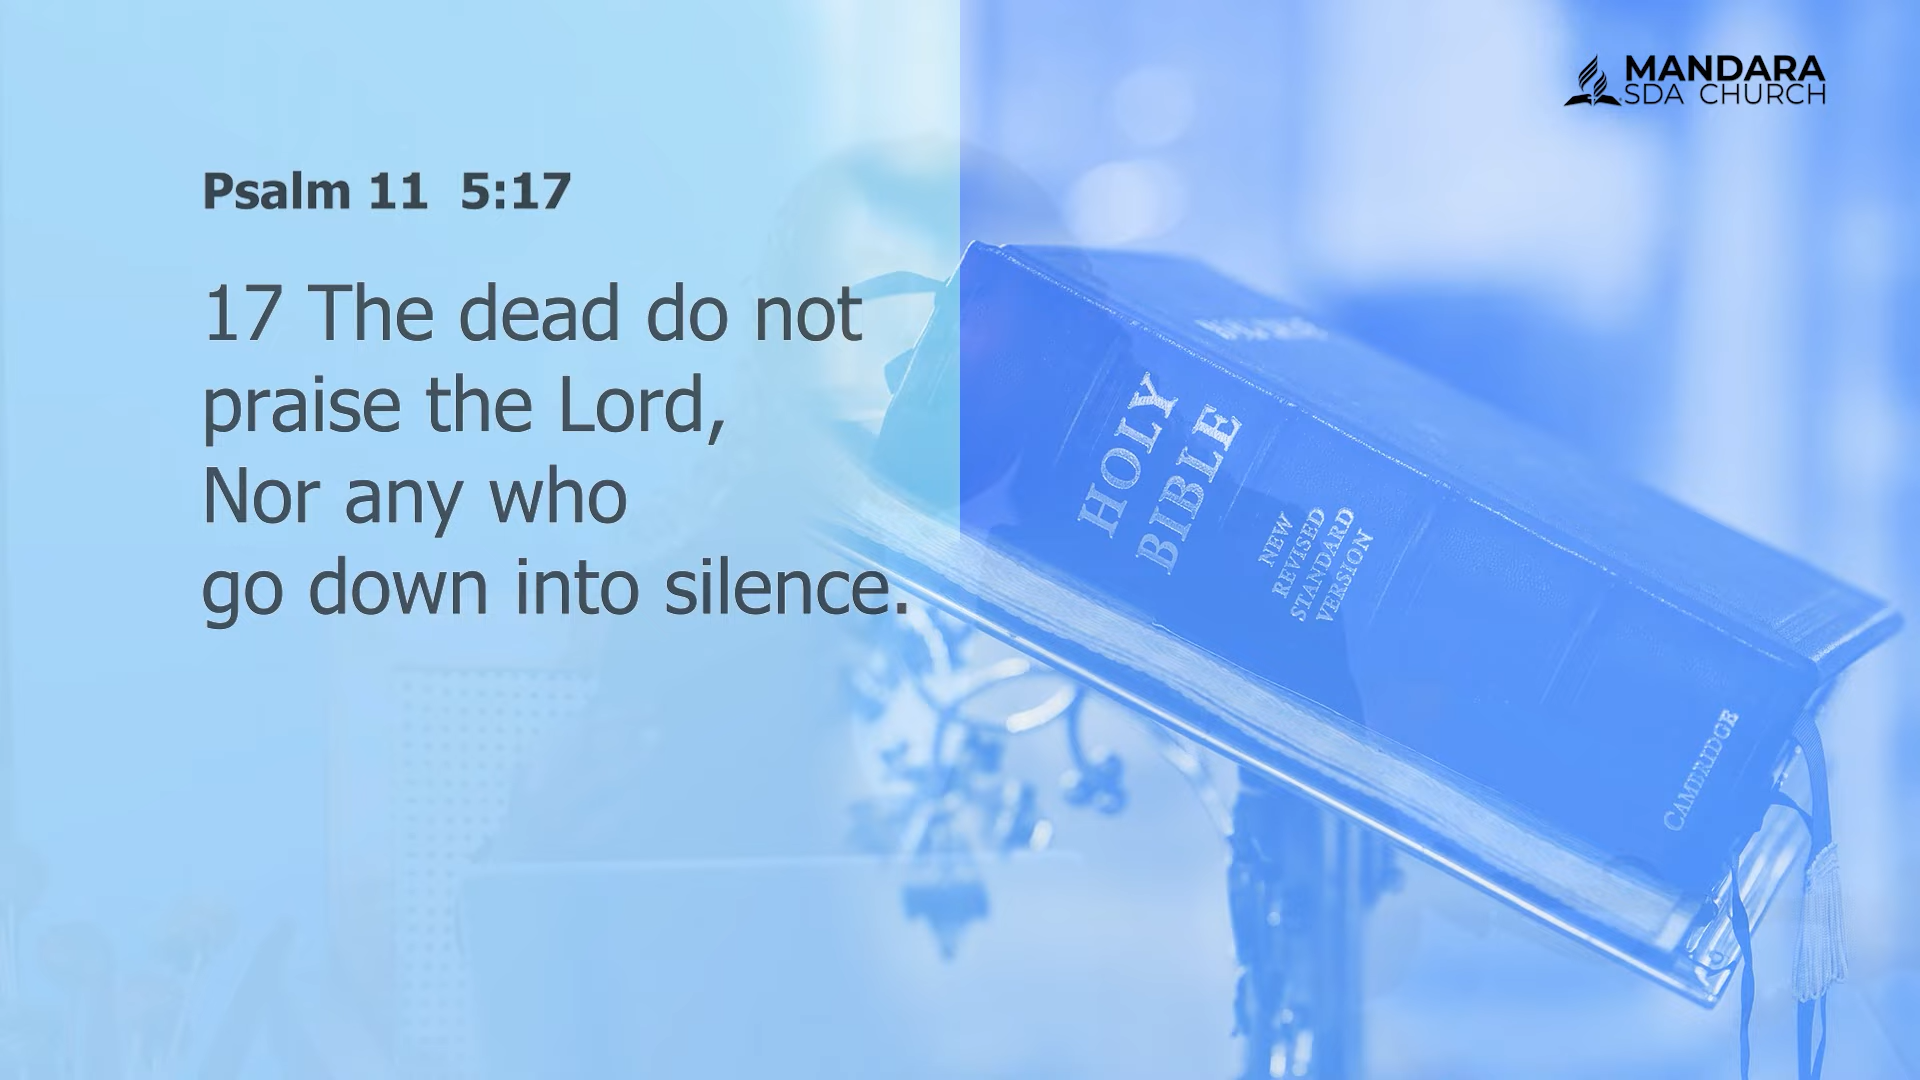 MANDARA
SDA CHURCH
Psalm 11 5:17
17 The dead do not
praise the Lord,
Nor any who
go down into silence.
HOLY
BIBLE
NEW
REVISED
STANDARD
VERSION
CAMBRIDGE